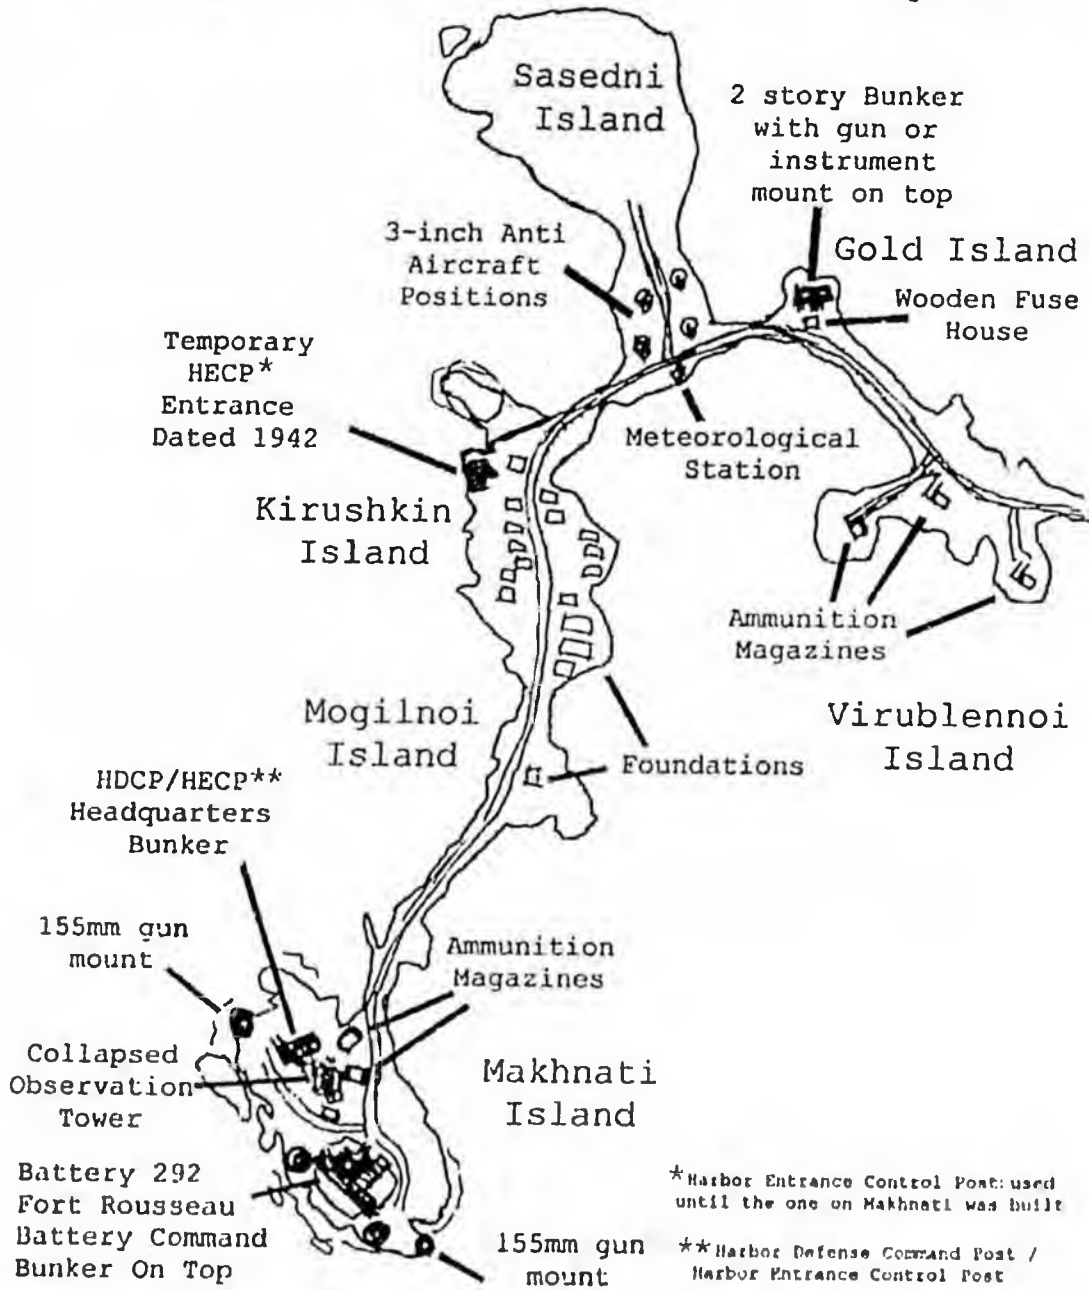 Sasedni
Island
2 story Bunker
with gun or
instrument
mount on top
3-inch Anti
Aircraft
Positions
Gold Island
Wooden Fuse
House
Temporary
HECP*
Entrance
Dated 1942
Meteorological
Station
Kirushkin
Island
Ammunition
Magazines
Mogilnoi
Island
Virublennoi
Island
Foundations
HDCP/HECP**
Headquarters
Bunker
155mm gun
mount
Ammunition
Magazines
Collapsed
Observation
Tower
Makhnati
Island
Battery 292
Fort Rousseau
Battery Command
Bunker On Top
155mm gun
mount
*Harbor Entrance Control Post: used
until the one on Makhnati was built
**Harbor Defense Command Post /
Harbor Entrance Control Post